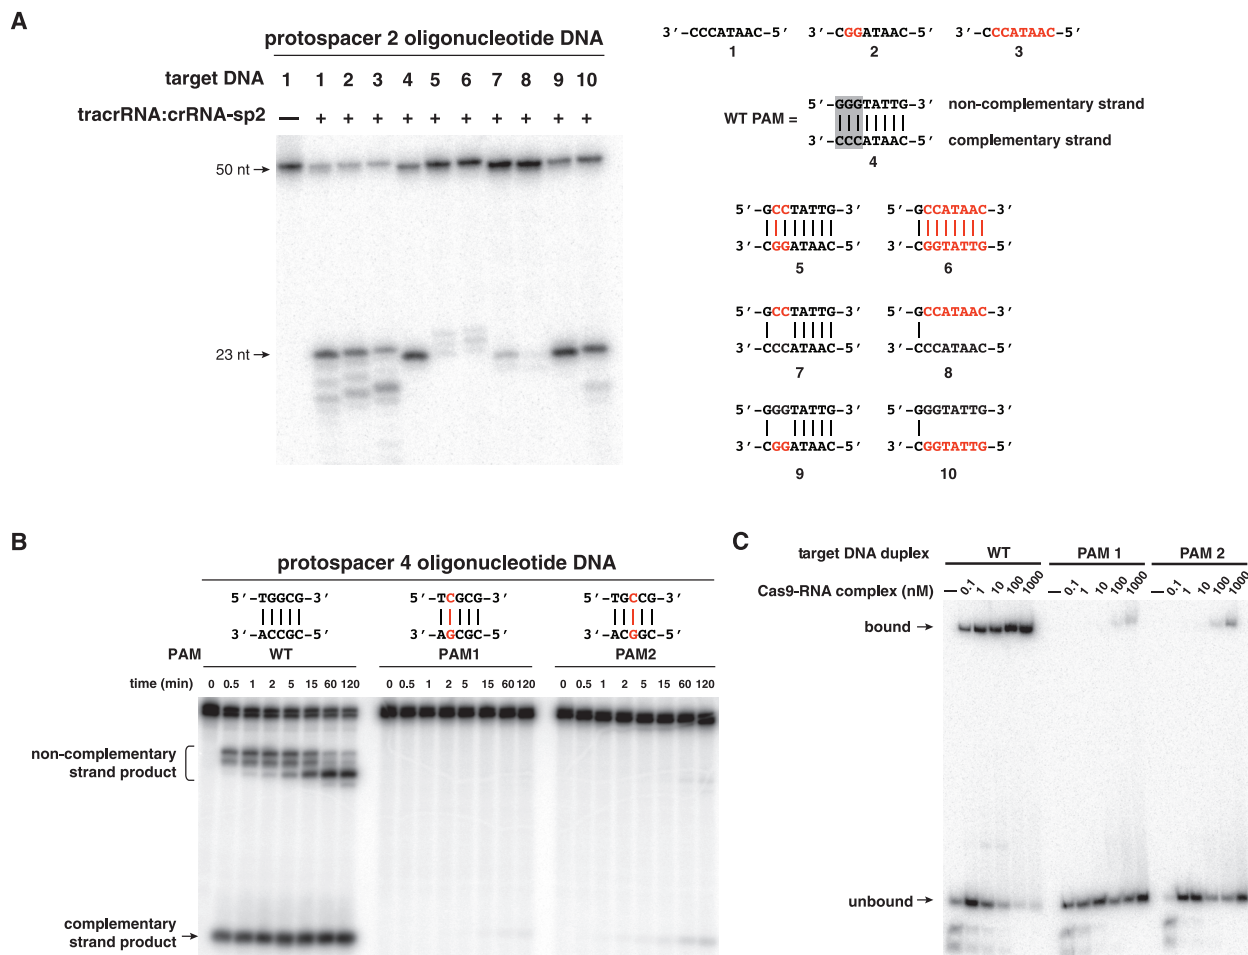 A
protospacer 2 oligonucleotide DNA
target DNA 1 1 2 3 4 5 6 7 8 9 10
tracrRNA:crRNA-sp2 — + + + + + + + + + +
50 nt →
23 nt →
3′-CCCATAAC-5′ 3′-CGGATAAC-5′ 3′-CCCATAAC-5′
1 2 3
5′-GGGTATTG-3′ non-complementary strand
WT PAM =
3′-CCCATAAC-5′ complementary strand
4
5′-GCCTATTG-3′ 5′-GCCATAAC-3′
3′-CGGATAAC-5′ 3′-CGGTATTG-5′
5 6
5′-GCCTATTG-3′ 5′-GCCATAAC-3′
3′-CCCATAAC-5′ 3′-CCCATAAC-5′
7 8
5′-GGGTATTG-3′ 5′-GGGTATTG-3′
3′-CGGATAAC-5′ 3′-CGGTATTG-5′
9 10
B
protospacer 4 oligonucleotide DNA
5′-TGGCG-3′ 5′-TCGCG-3′ 5′-TGCCG-3′
3′-ACCGC-5′ 3′-AGCGC-5′ 3′-ACGGC-5′
PAM WT PAM1 PAM2
time (min) 0 0.5 1 2 5 15 60 120 0 0.5 1 2 5 15 60 120 0 0.5 1 2 5 15 60 120
non-complementary
strand product
complementary
strand product →
C
target DNA duplex WT PAM 1 PAM 2
Cas9-RNA complex (nM) — 0.1 1 10 100 1000 — 0.1 1 10 100 1000 — 0.1 1 10 100 1000
bound →
unbound →